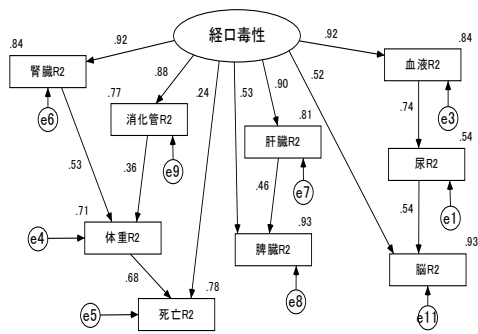 経口毒性
.84
.92
.92
.84
腎臓R2
血液R2
.77
.88
.24
.53
.90
.52
e6
消化管R2
.81
.74
e3
肝臓R2
.54
e9
尿R2
.53
.36
.46
e7
e1
.71
.93
.54
.93
e4
体重R2
脾臓R2
脳R2
.68
.78
e8
e5
死亡R2
e11